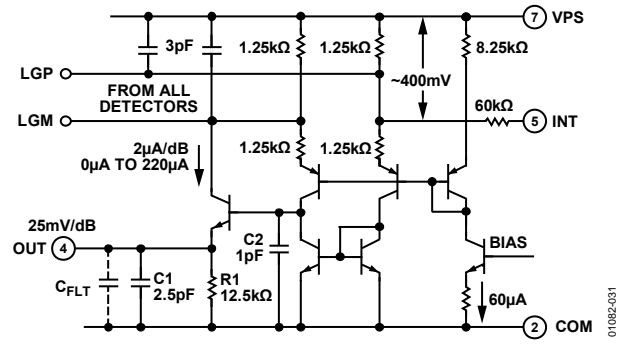 7 VPS
3pF
1.25kΩ
1.25kΩ
8.25kΩ
LGP
~400mV
FROM ALL
DETECTORS
LGM
60kΩ
5 INT
2µA/dB
0µA TO 220µA
1.25kΩ
1.25kΩ
25mV/dB
OUT 4
C2
1pF
BIAS
CFLT
C1
2.5pF
R1
12.5kΩ
60µA
2 COM
01082-031